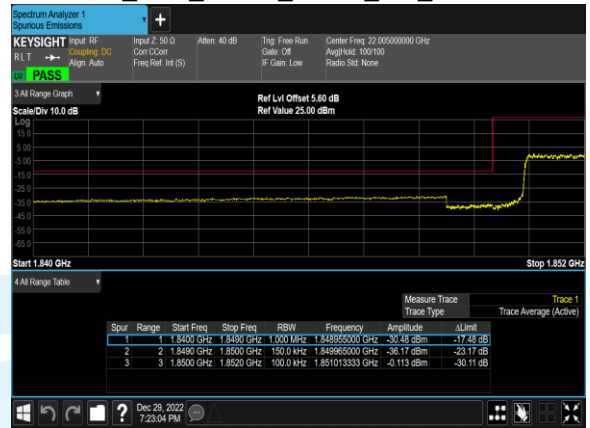 Spectrum Analyzer 1
Spurious Emissions
KEYSIGHT Input: RF Input Z: 50 Ω Atten: 40 dB Trig: Free Run Center Freq: 22.005000000 GHz
RLT Coupling: DC Corr CCorr Gate: Off Avg|Hold: 100/100
Align: Auto Freq Ref: Int (S) IF Gain: Low Radio Std: None
PASS
3 All Range Graph
Ref Lvl Offset 5.60 dB
Scale/Div 10.0 dB Ref Value 25.00 dBm
Log
15.0
5.00
-5.00
-15.0
-25.0
-35.0
-45.0
-55.0
-65.0
Start 1.840 GHz Stop 1.852 GHz
4 All Range Table
Measure Trace Trace 1
Trace Type Trace Average (Active)
Spur Range Start Freq Stop Freq RBW Frequency Amplitude ΔLimit
1 1 1.8400 GHz 1.8490 GHz 1.000 MHz 1.848955000 GHz -30.48 dBm -17.48 dB
2 2 1.8490 GHz 1.8500 GHz 150.0 kHz 1.849965000 GHz -36.17 dBm -23.17 dB
3 3 1.8500 GHz 1.8520 GHz 100.0 kHz 1.851013333 GHz -0.113 dBm -30.11 dB
Dec 29, 2022
7:23:04 PM